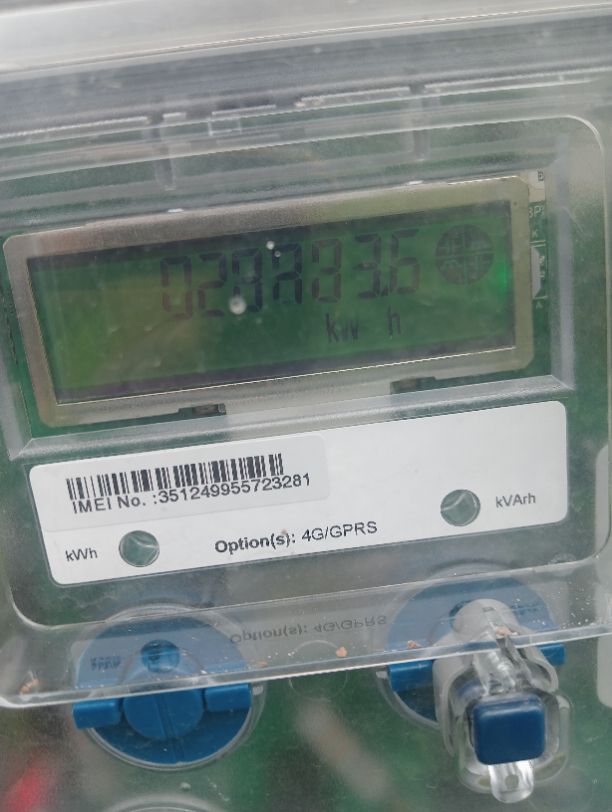 kW h
IMEI No. :351249955723281
kWh
Option(s): 4G/GPRS
kVArh